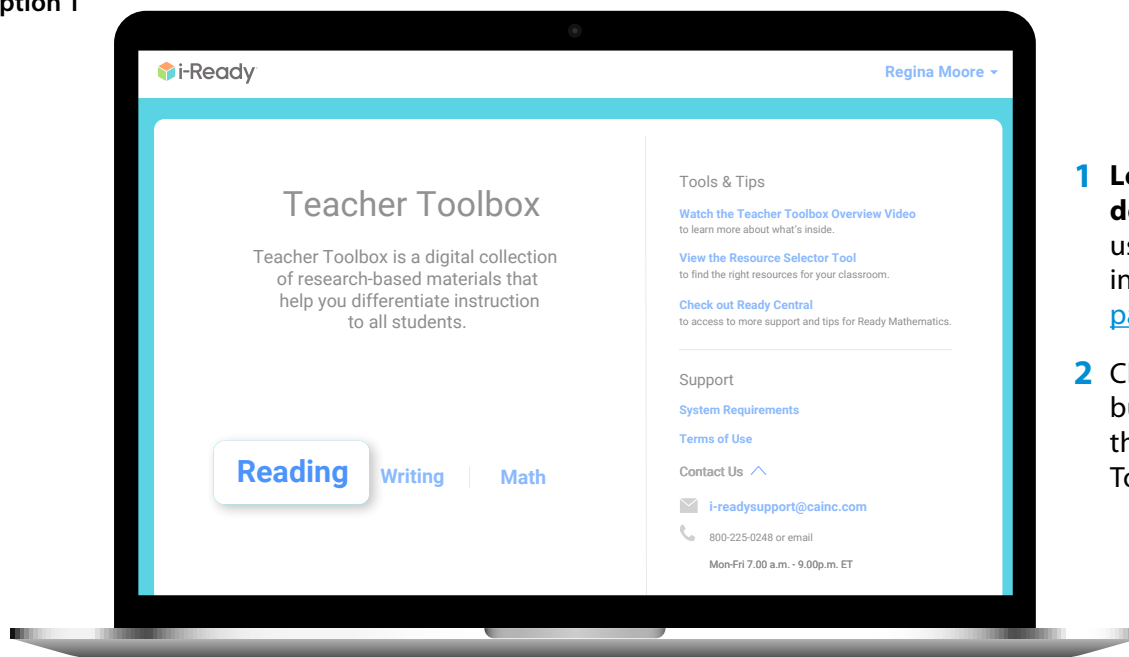 ption 1
i-Ready
Regina Moore
Teacher Toolbox
Teacher Toolbox is a digital collection
of research-based materials that
help you differentiate instruction
to all students.
Reading
Writing
Math
Tools & Tips
Watch the Teacher Toolbox Overview Video
to learn more about what's inside.
View the Resource Selector Tool
to find the right resources for your classroom.
Check out Ready Central
to access to more support and tips for Ready Mathematics.
Support
System Requirements
Terms of Use
Contact Us
i-readysupport@cainc.com
800-225-0248 or email
Mon-Fri 7.00 a.m. - 9.00p.m. ET
1
2